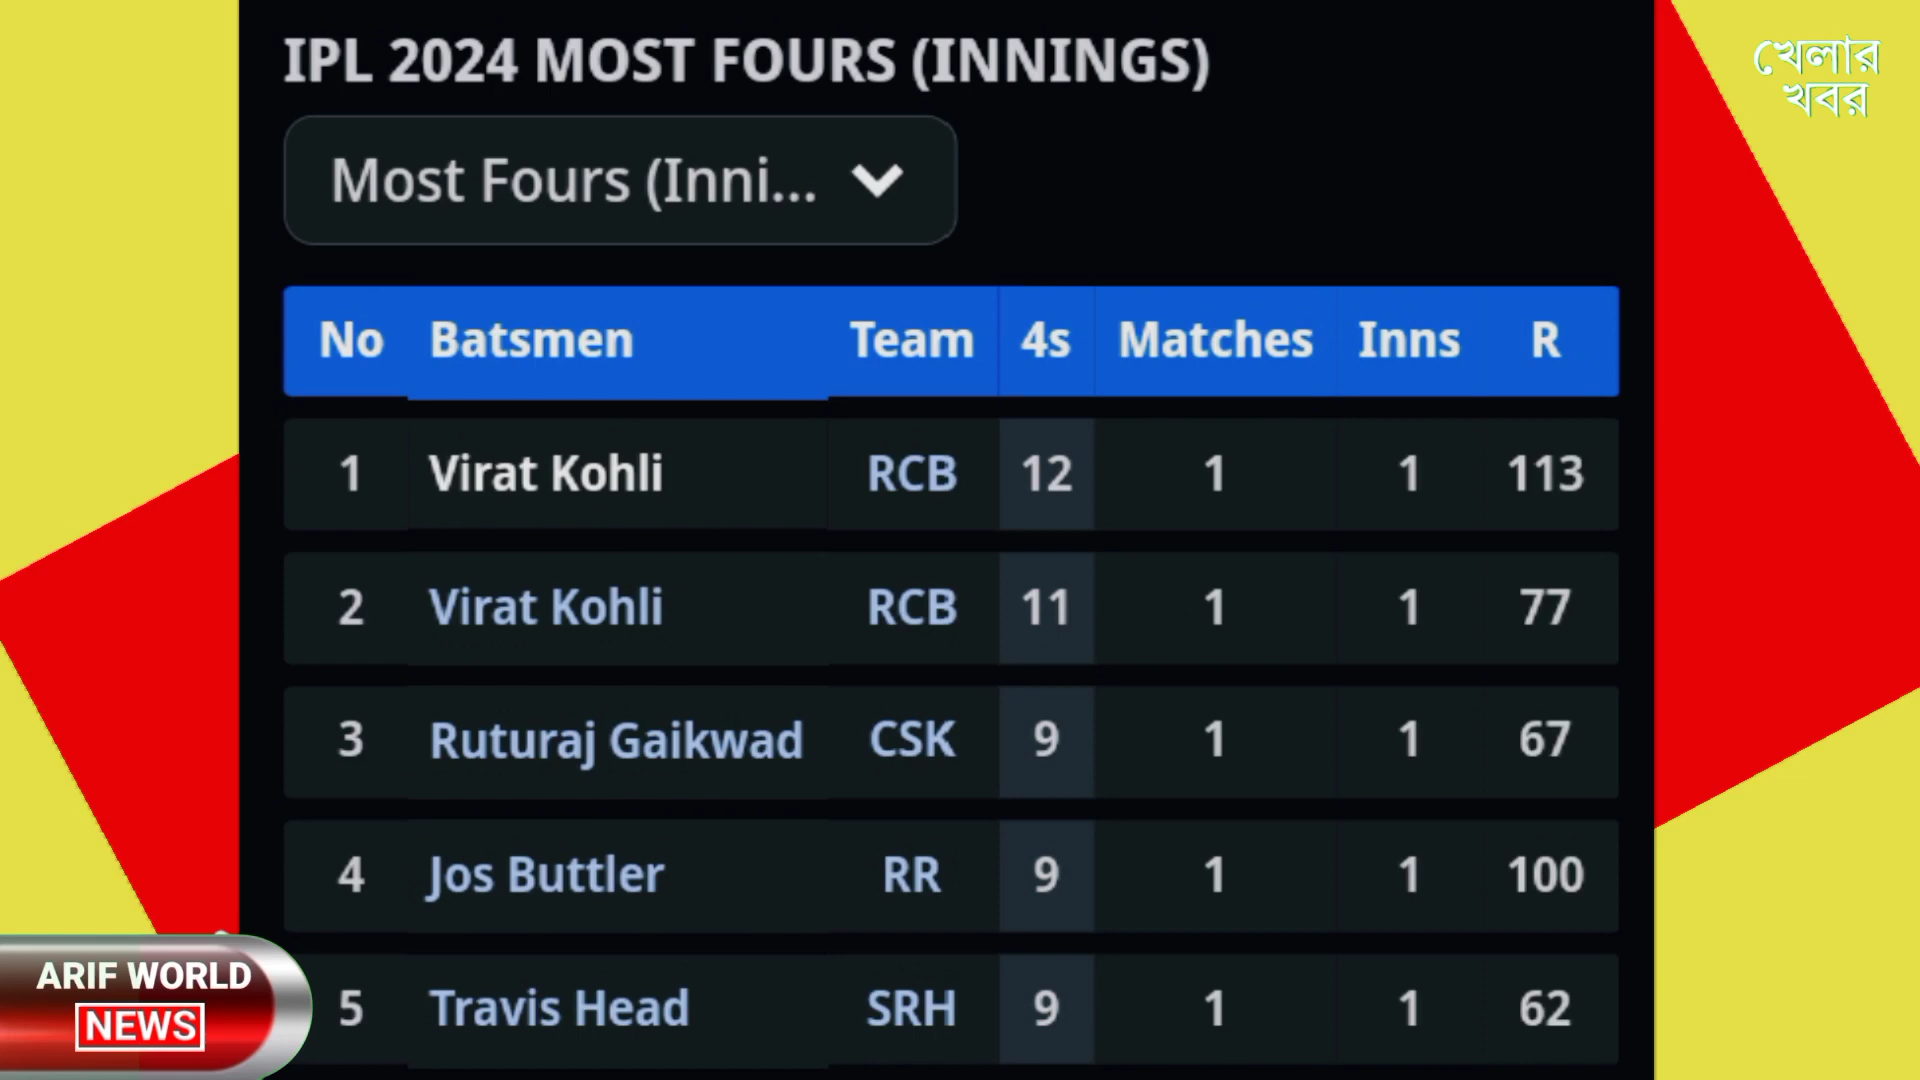 IPL 2024 MOST FOURS (INNINGS)
খেলার
খবর
Most Fours (Inni...
No Batsmen Team 4s Matches Inns R
1 Virat Kohli RCB 12 1 1 113
2 Virat Kohli RCB 11 1 1 77
3 Ruturaj Gaikwad CSK 9 1 1 67
4 Jos Buttler RR 9 1 1 100
5 Travis Head SRH 9 1 1 62
ARIF WORLD
NEWS